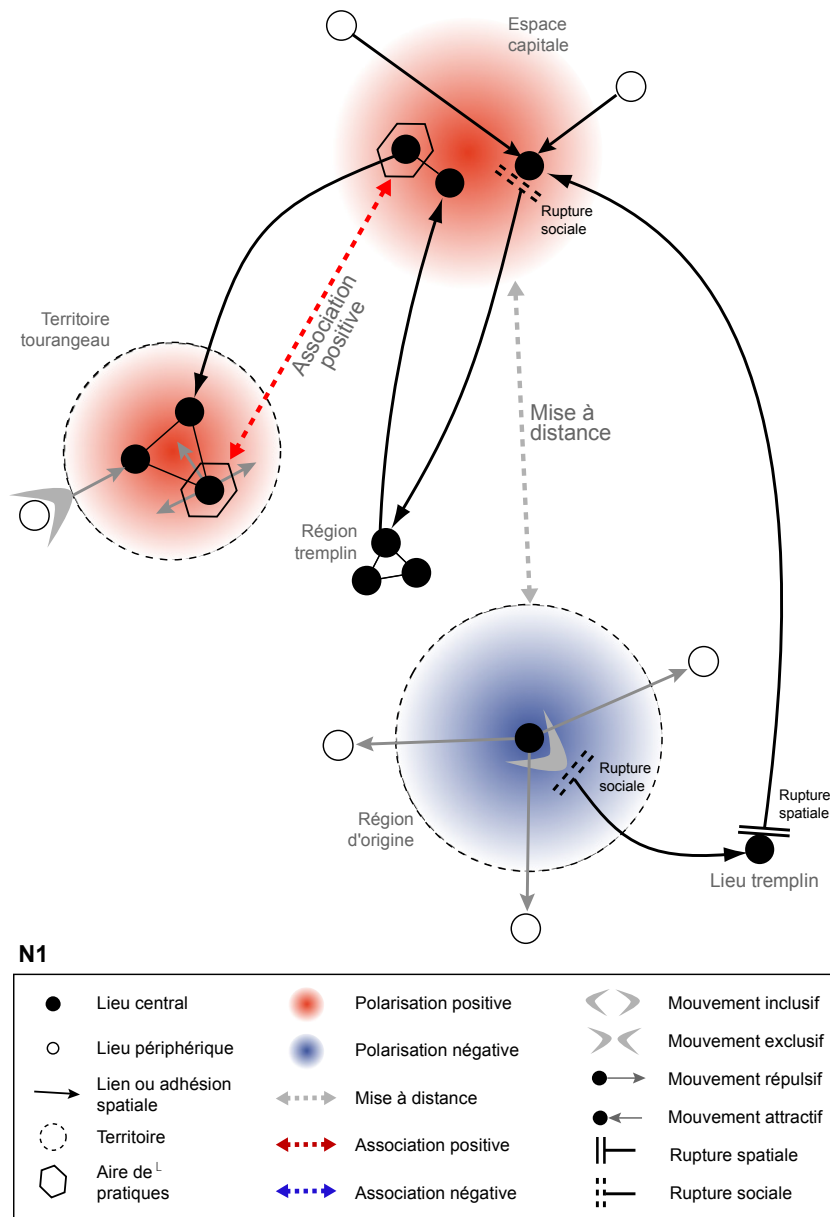 Espace
capitale
Rupture
sociale
Territoire
tourangeau
Association
positive
Mise à
distance
Région
tremplin
Rupture
sociale
Rupture
spatiale
Région
d'origine
Lieu tremplin
N1
Lieu central
Lieu périphérique
Lien ou adhésion
spatiale
Territoire
Aire de L
pratiques
Polarisation positive
Polarisation négative
Mise à distance
Association positive
Association négative
Mouvement inclusif
Mouvement exclusif
Mouvement répulsif
Mouvement attractif
Rupture spatiale
Rupture sociale